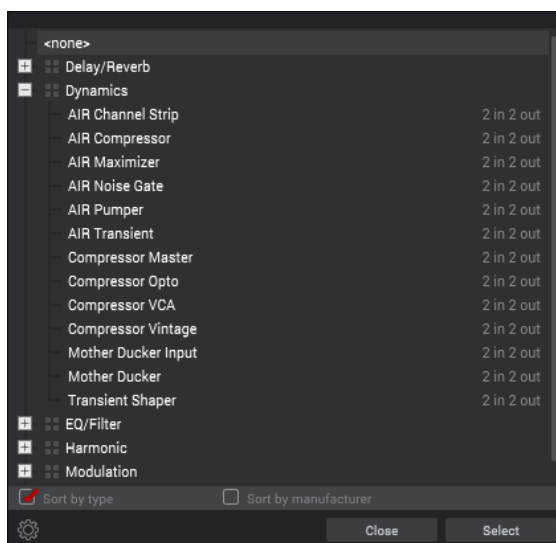 <none>
Delay/Reverb
Dynamics
AIR Channel Strip 2 in 2 out
AIR Compressor 2 in 2 out
AIR Maximizer 2 in 2 out
AIR Noise Gate 2 in 2 out
AIR Pumper 2 in 2 out
AIR Transient 2 in 2 out
Compressor Master 2 in 2 out
Compressor Opto 2 in 2 out
Compressor VCA 2 in 2 out
Compressor Vintage 2 in 2 out
Mother Ducker Input 2 in 2 out
Mother Ducker 2 in 2 out
Transient Shaper 2 in 2 out
EQ/Filter
Harmonic
Modulation
Sort by type Sort by manufacturer
Close Select